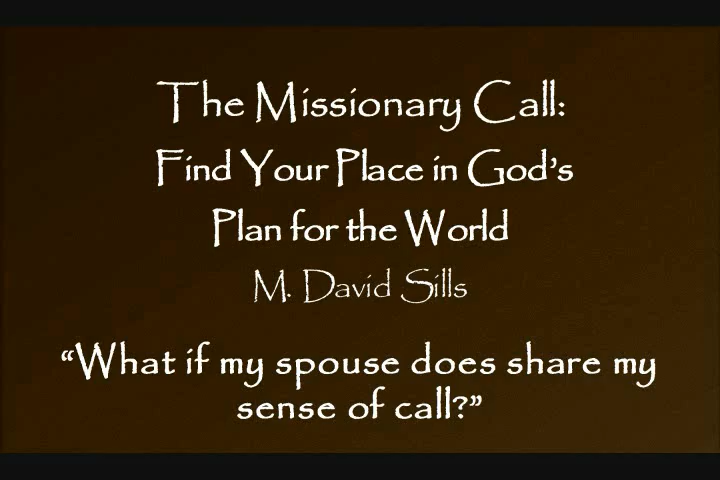 The Missionary Call:
Find Your Place in God's
Plan for the World
M. David Sills
“What if my spouse does share my
sense of call?”